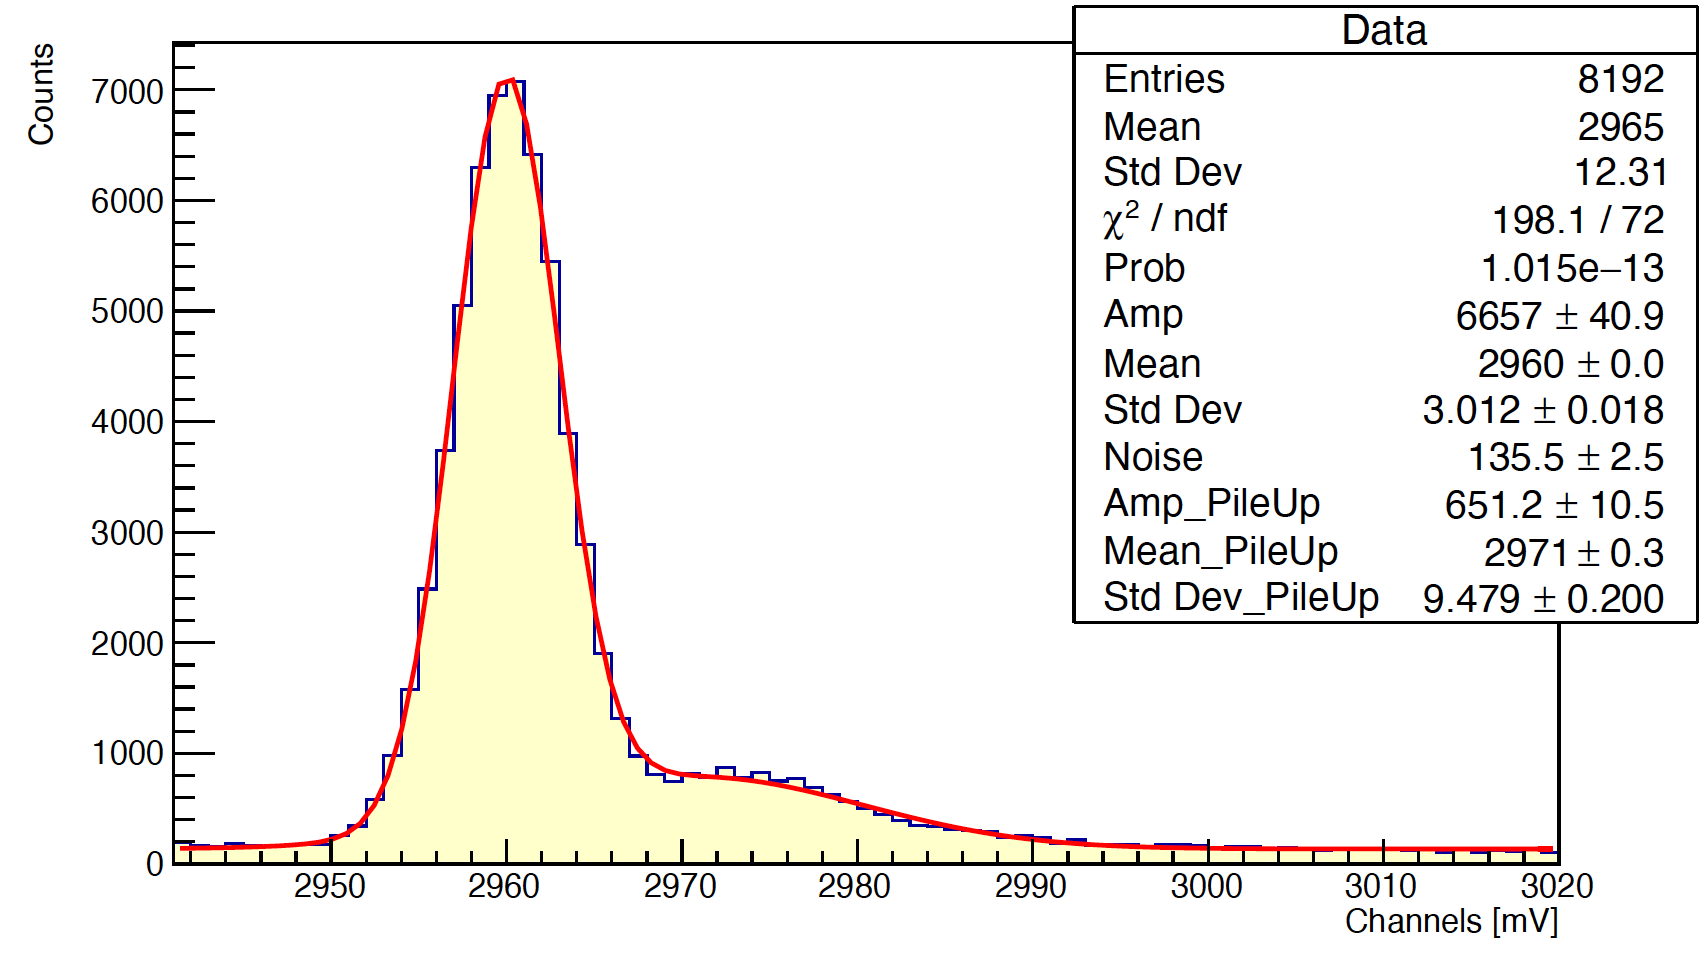 Data
Entries 8192
Mean 2965
Std Dev 12.31
χ² / ndf 198.1 / 72
Prob 1.015e−13
Amp 6657 ± 40.9
Mean 2960 ± 0.0
Std Dev 3.012 ± 0.018
Noise 135.5 ± 2.5
Amp_PileUp 651.2 ± 10.5
Mean_PileUp 2971 ± 0.3
Std Dev_PileUp 9.479 ± 0.200
Counts
7000
6000
5000
4000
3000
2000
1000
0
2950 2960 2970 2980 2990 3000 3010 3020
Channels [mV]